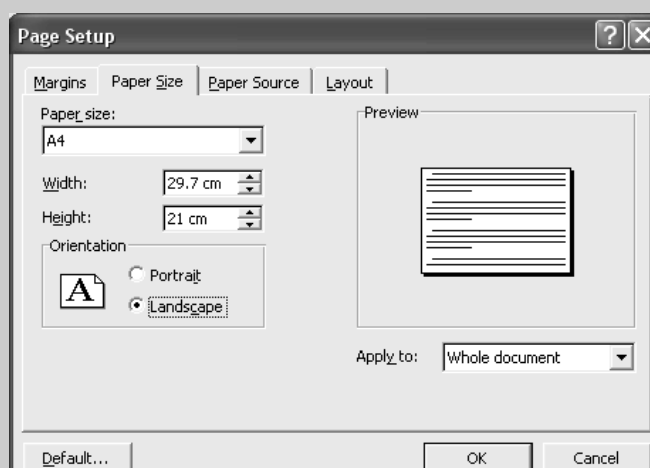 Page Setup
Margins Paper Size Paper Source Layout
Paper size:
A4
Width: 29.7 cm
Height: 21 cm
Orientation
A
Portrait
Landscape
Preview
Apply to: Whole document
Default... OK Cancel